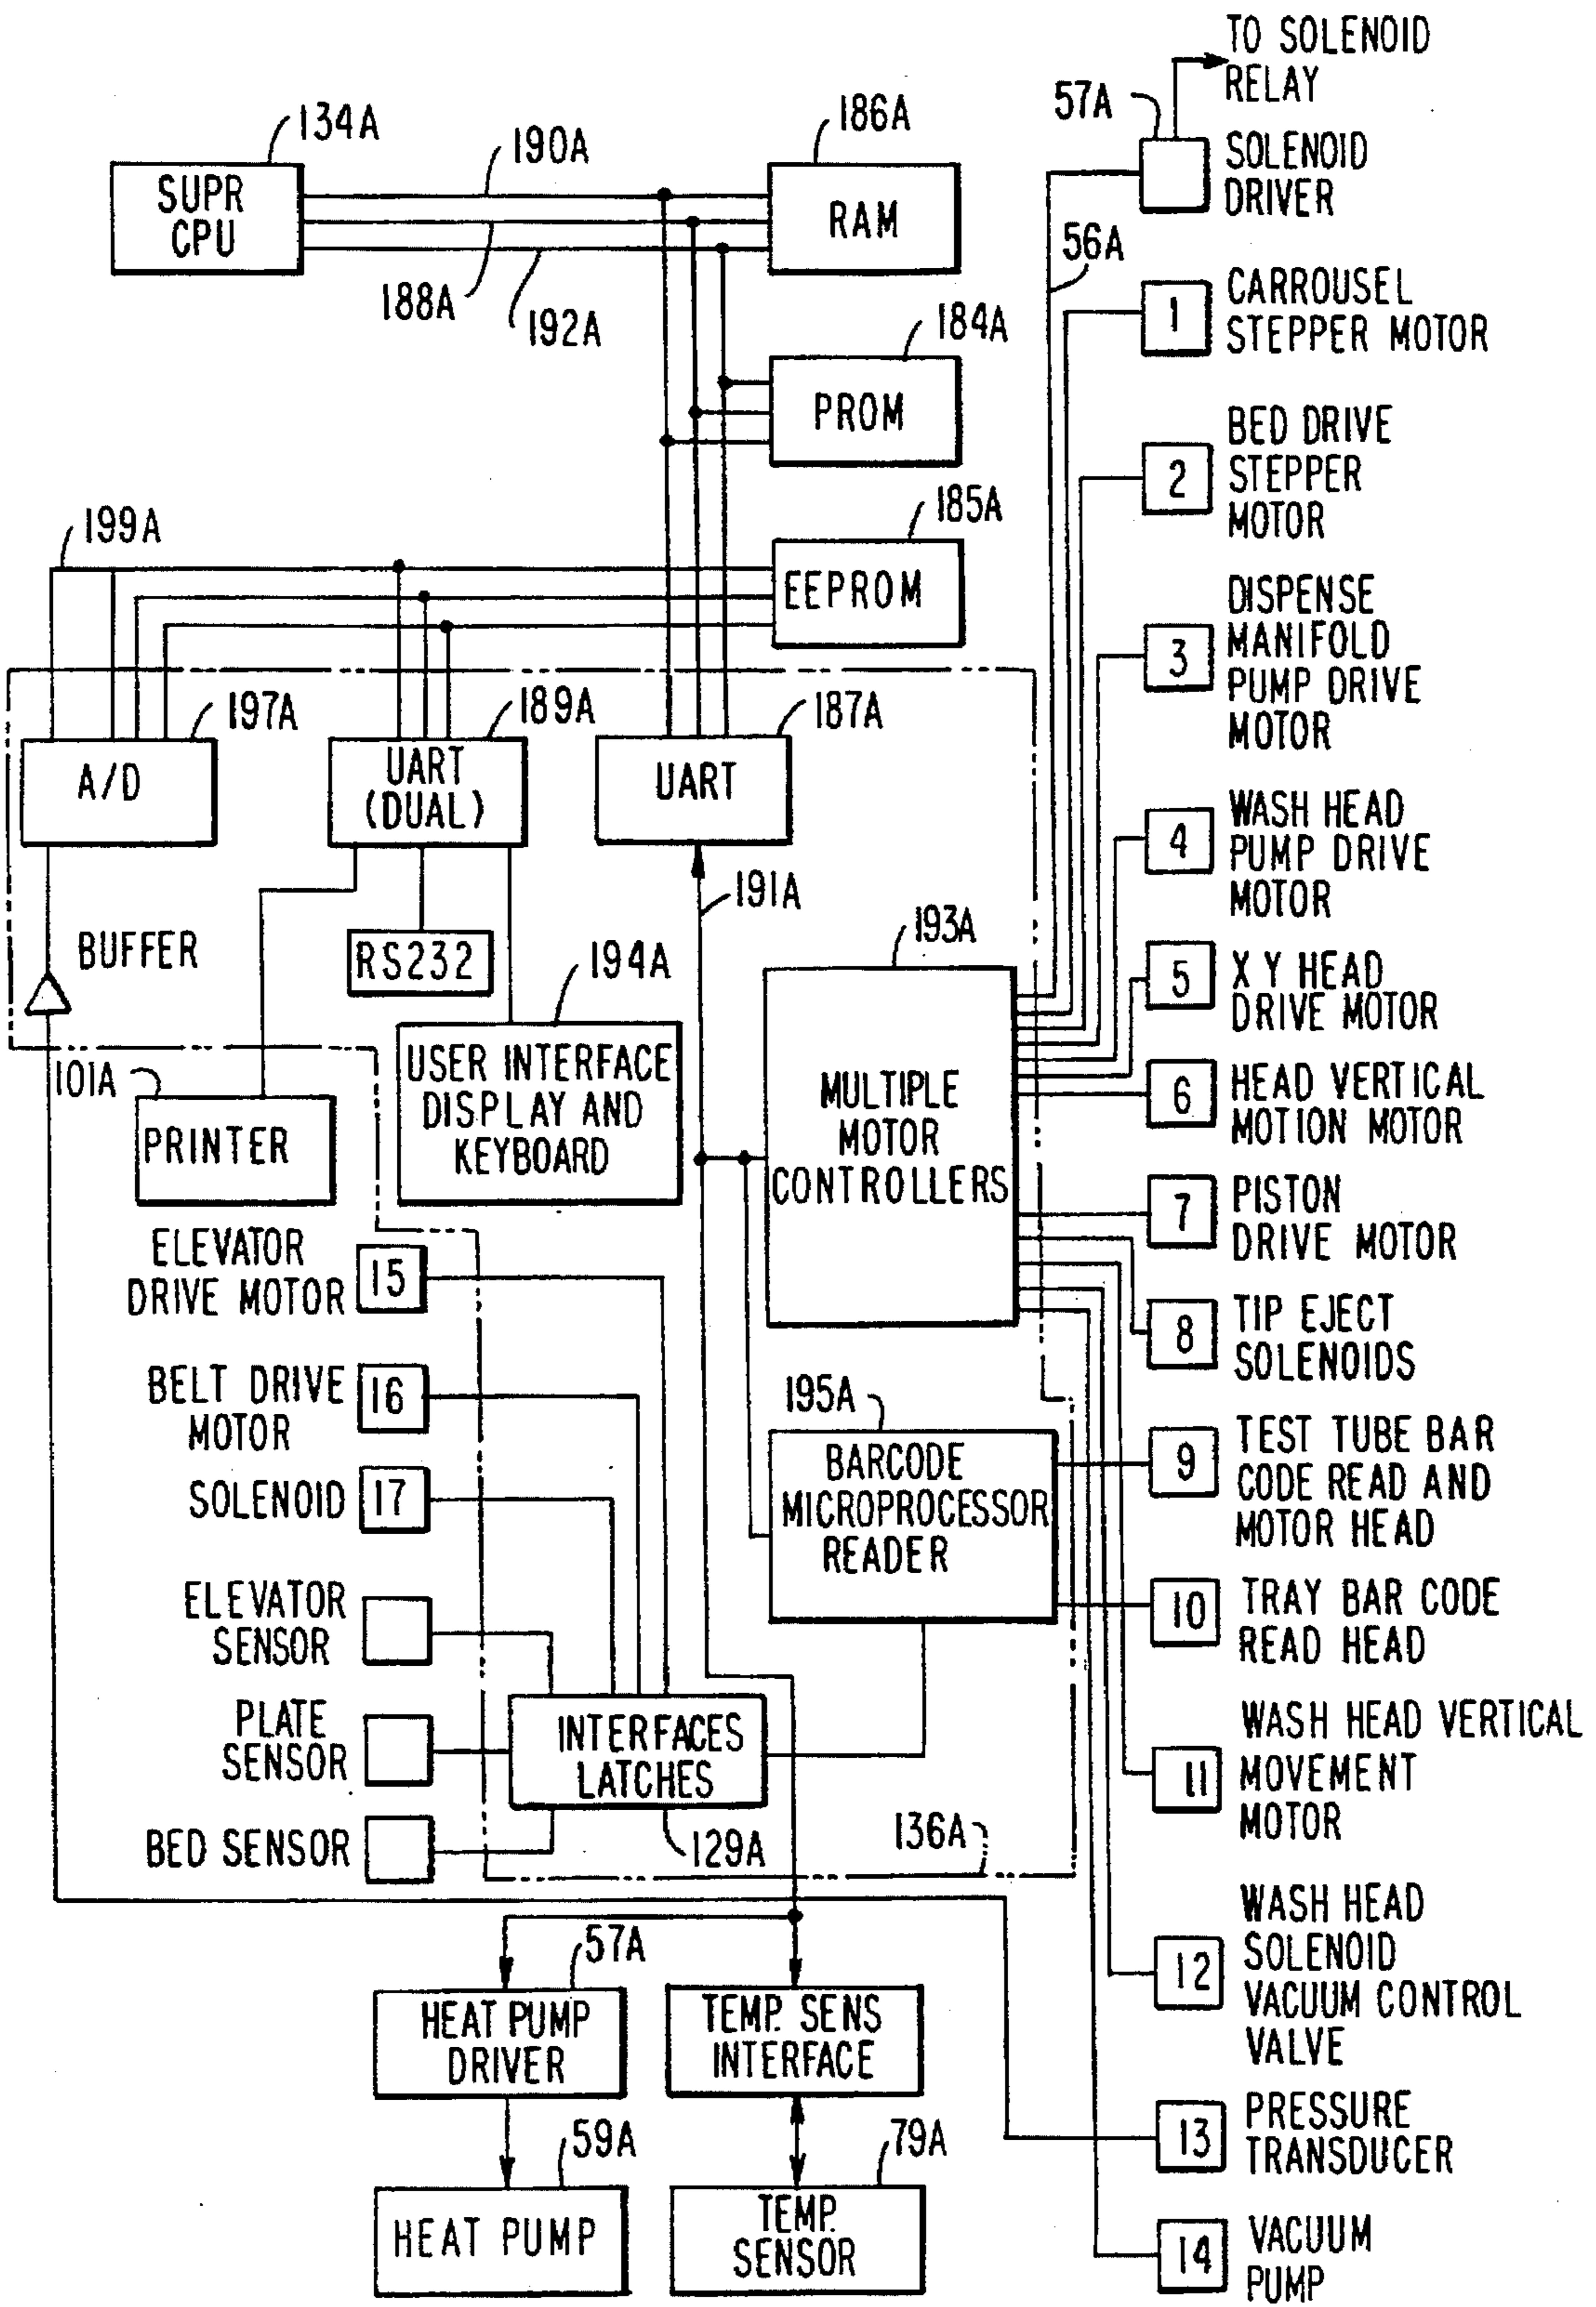 TO SOLENOID
RELAY
57A
SOLENOID
DRIVER
134A
SUPR
CPU
190A
188A
192A
186A
RAM
56A
184A
PROM
185A
EEPROM
199A
197A
A/D
189A
UART
(DUAL)
187A
UART
191A
BUFFER
RS232
194A
USER INTERFACE
DISPLAY AND
KEYBOARD
101A
PRINTER
193A
MULTIPLE
MOTOR
CONTROLLERS
195A
BARCODE
MICROPROCESSOR
READER
ELEVATOR
DRIVE MOTOR
15
BELT DRIVE
MOTOR
16
SOLENOID
17
ELEVATOR
SENSOR
PLATE
SENSOR
BED SENSOR
INTERFACES
LATCHES
129A
136A
57A
HEAT PUMP
DRIVER
TEMP. SENS
INTERFACE
59A
HEAT PUMP
79A
TEMP.
SENSOR
1
CARROUSEL
STEPPER MOTOR
2
BED DRIVE
STEPPER
MOTOR
3
DISPENSE
MANIFOLD
PUMP DRIVE
MOTOR
4
WASH HEAD
PUMP DRIVE
MOTOR
5
X Y HEAD
DRIVE MOTOR
6
HEAD VERTICAL
MOTION MOTOR
7
PISTON
DRIVE MOTOR
8
TIP EJECT
SOLENOIDS
9
TEST TUBE BAR
CODE READ AND
MOTOR HEAD
10
TRAY BAR CODE
READ HEAD
11
WASH HEAD VERTICAL
MOVEMENT
MOTOR
12
WASH HEAD
SOLENOID
VACUUM CONTROL
VALVE
13
PRESSURE
TRANSDUCER
14
VACUUM
PUMP